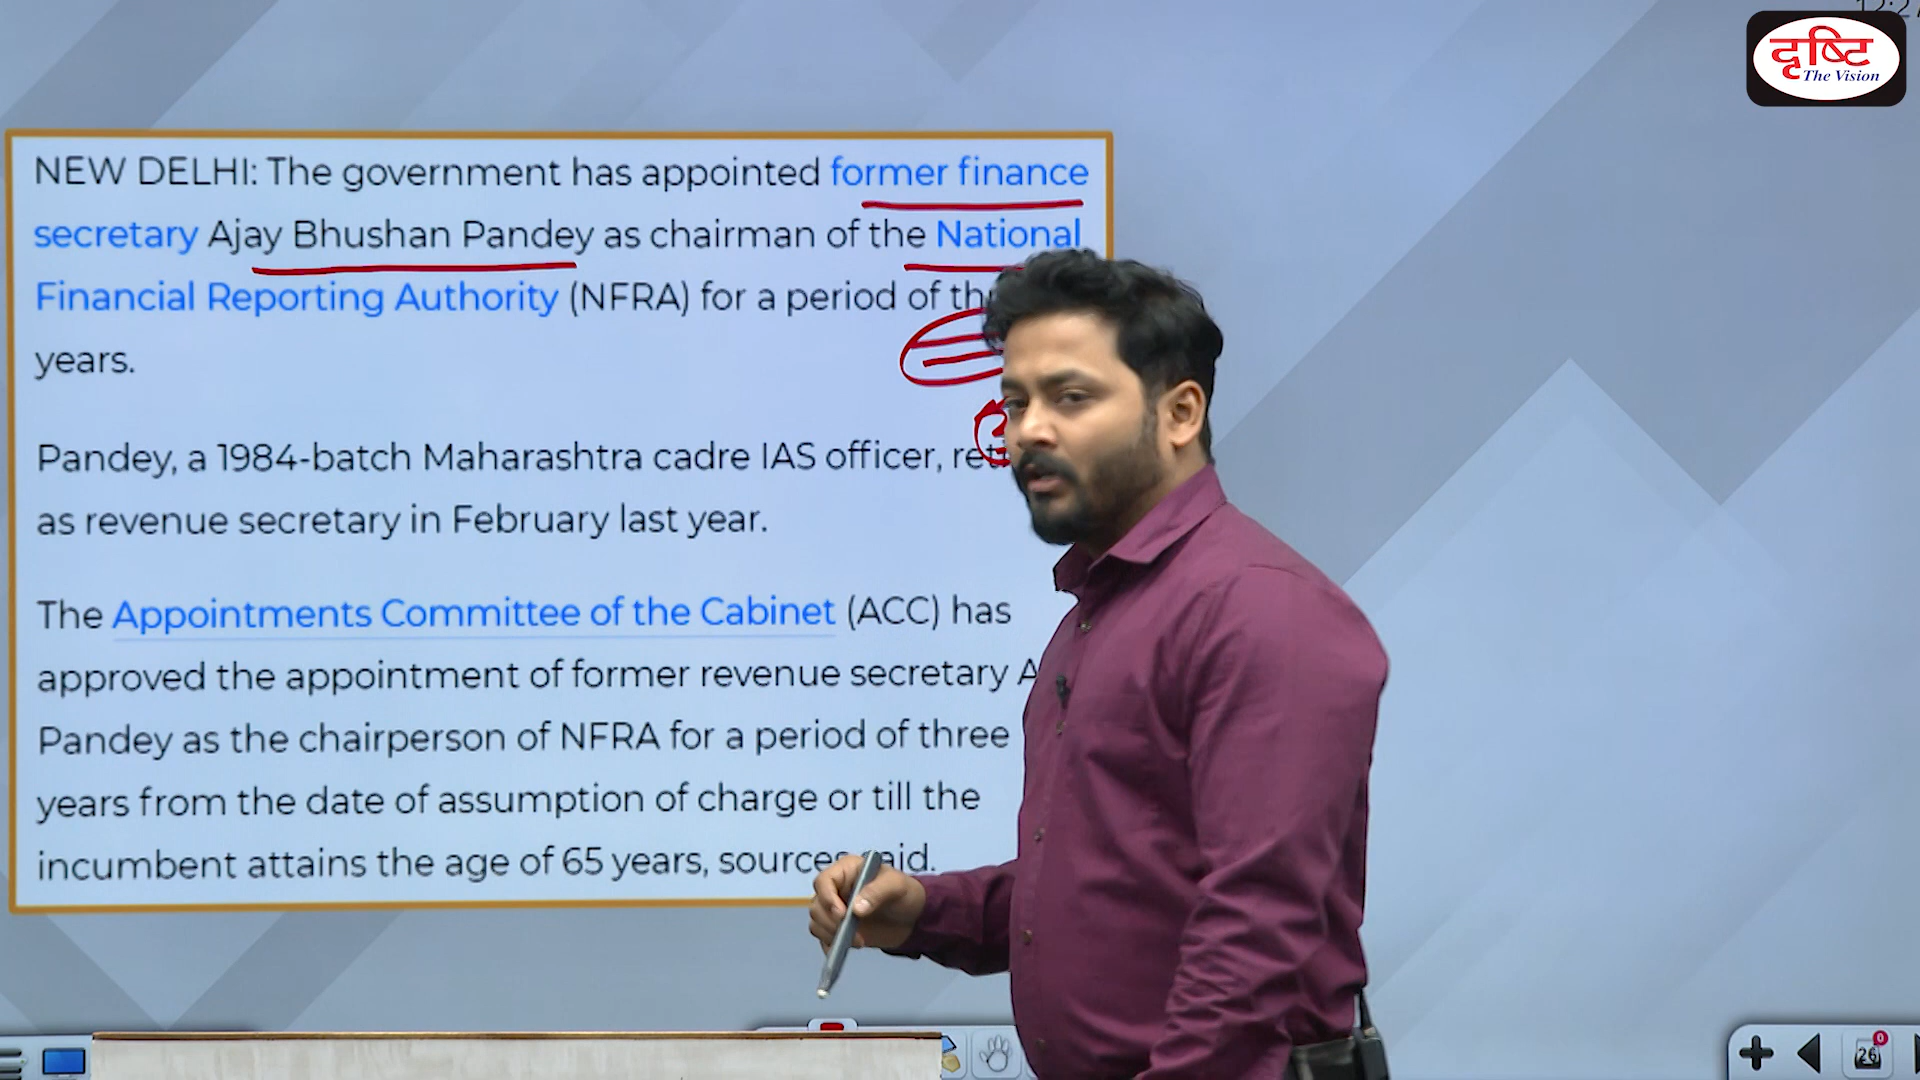 12:2
दृष्टि
The Vision
NEW DELHI: The government has appointed former finance
secretary Ajay Bhushan Pandey as chairman of the National
Financial Reporting Authority (NFRA) for a period of
years.
Pandey, a 1984-batch Maharashtra cadre IAS officer,
as revenue secretary in February last year.
The Appointments Committee of the Cabinet (ACC) has
approved the appointment of former revenue secretary
Pandey as the chairperson of NFRA for a period of three
years from the date of assumption of charge or till the
incumbent attains the age of 65 years, sources said.
26
0